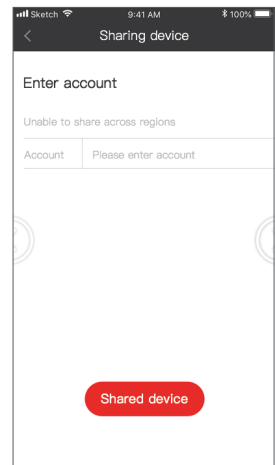 Sketch 9:41 AM 100%
Sharing device
Enter account
Unable to share across regions
Account Please enter account
Shared device